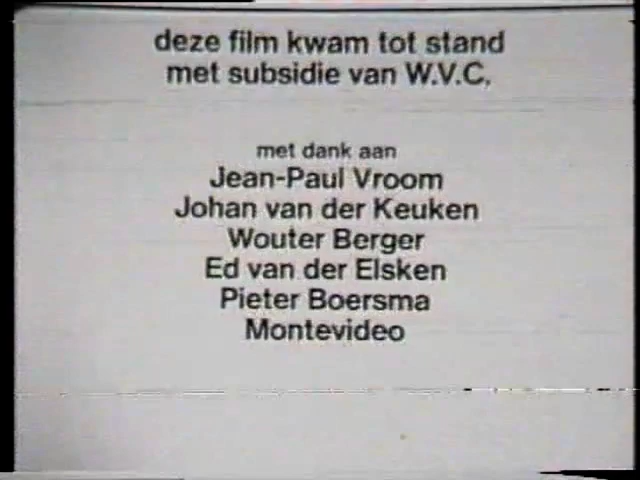 deze film kwam tot stand
met subsidie van W.V.C.
met dank aan
Jean-Paul Vroom
Johan van der Keuken
Wouter Berger
Ed van der Elsken
Pieter Boersma
Montevideo